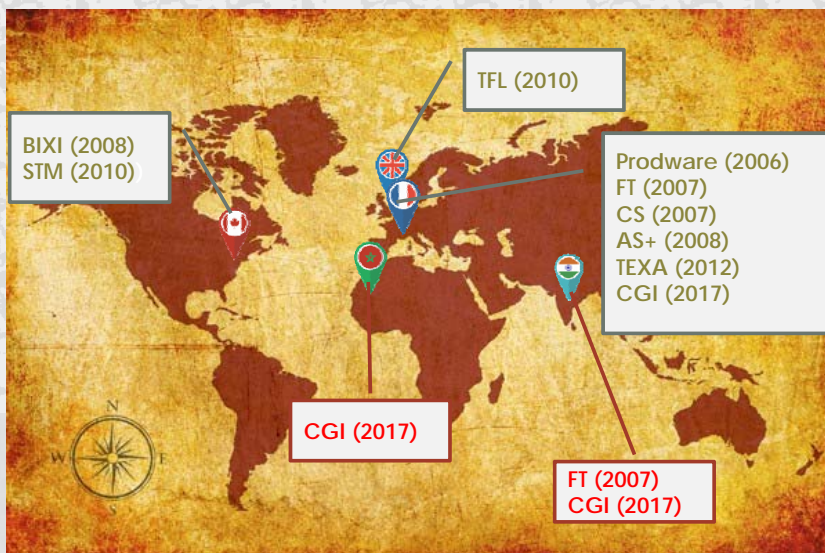 TFL (2010)
BIXI (2008)
STM (2010)
Prodware (2006)
FT (2007)
CS (2007)
AS+ (2008)
TEXA (2012)
CGI (2017)
CGI (2017)
FT (2007)
CGI (2017)
N
W
E
S